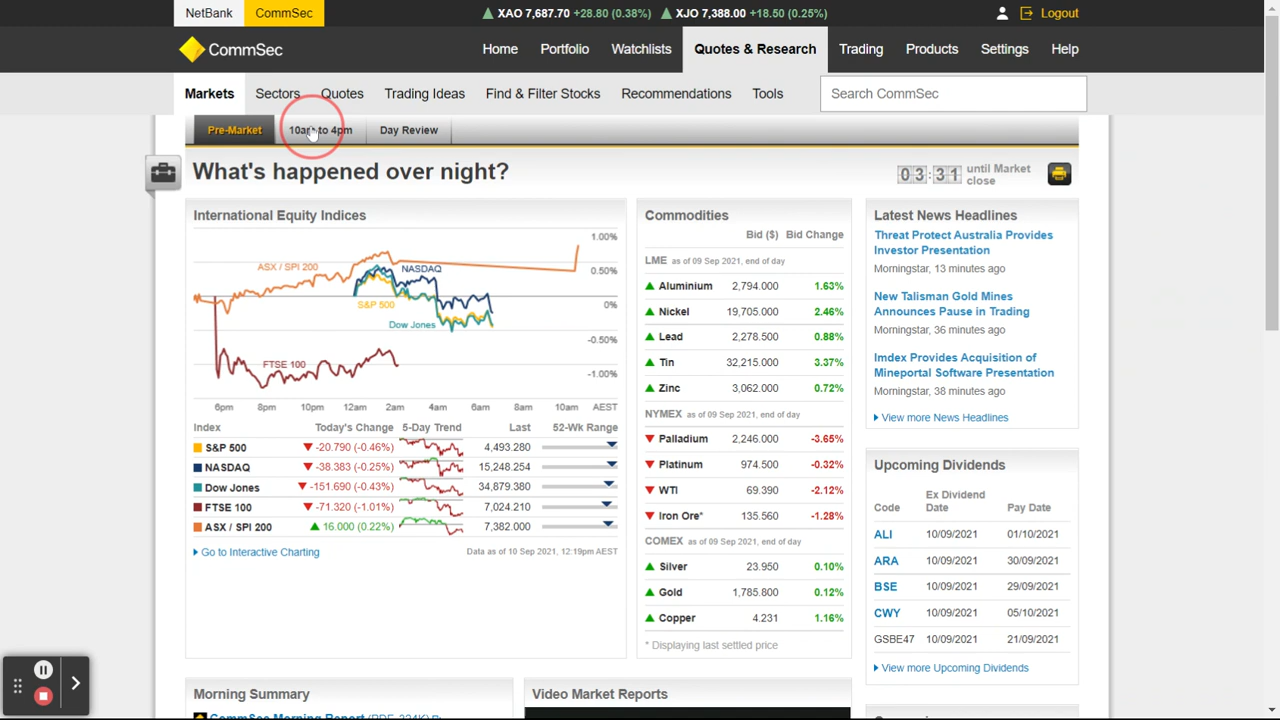 NetBank CommSec XAO 7,687.70 +28.80 (0.38%) XJO 7,388.00 +18.50 (0.25%) Logout
CommSec Home Portfolio Watchlists Quotes & Research Trading Products Settings Help
Markets Sectors Quotes Trading Ideas Find & Filter Stocks Recommendations Tools Search CommSec
Pre-Market 10am to 4pm Day Review
What's happened over night?
03:31 until Market close
International Equity Indices
1.00%
ASX / SPI 200 NASDAQ 0.50%
S&P 500 0%
Dow Jones
-0.50%
FTSE 100 -1.00%
6pm 8pm 10pm 12am 2am 4am 6am 8am 10am AEST
Index Today's Change 5-Day Trend Last 52-Wk Range
S&P 500 -20.790 (-0.46%) 4,493.280
NASDAQ -38.383 (-0.25%) 15,248.254
Dow Jones -151.690 (-0.43%) 34,879.380
FTSE 100 -71.320 (-1.01%) 7,024.210
ASX / SPI 200 16.000 (0.22%) 7,382.000
Go to Interactive Charting Data as of 10 Sep 2021, 12:19pm AEST
Commodities
Bid ($) Bid Change
LME as of 09 Sep 2021, end of day
Aluminium 2,794.000 1.63%
Nickel 19,705.000 2.46%
Lead 2,278.500 0.88%
Tin 32,215.000 3.37%
Zinc 3,062.000 0.72%
NYMEX as of 09 Sep 2021, end of day
Palladium 2,246.000 -3.65%
Platinum 974.500 -0.32%
WTI 69.390 -2.12%
Iron Ore* 135.560 -1.28%
COMEX as of 09 Sep 2021, end of day
Silver 23.950 0.10%
Gold 1,785.800 0.12%
Copper 4.231 1.16%
* Displaying last settled price
Latest News Headlines
Threat Protect Australia Provides
Investor Presentation
Morningstar, 13 minutes ago
New Talisman Gold Mines
Announces Pause in Trading
Morningstar, 36 minutes ago
Imdex Provides Acquisition of
Mineportal Software Presentation
Morningstar, 38 minutes ago
View more News Headlines
Upcoming Dividends
Code Ex Dividend Date Pay Date
ALI 10/09/2021 01/10/2021
ARA 10/09/2021 30/09/2021
BSE 10/09/2021 29/09/2021
CWY 10/09/2021 05/10/2021
GSBE47 10/09/2021 21/09/2021
View more Upcoming Dividends
Morning Summary
CommSec Morning Report (PDF, 324K)
Video Market Reports